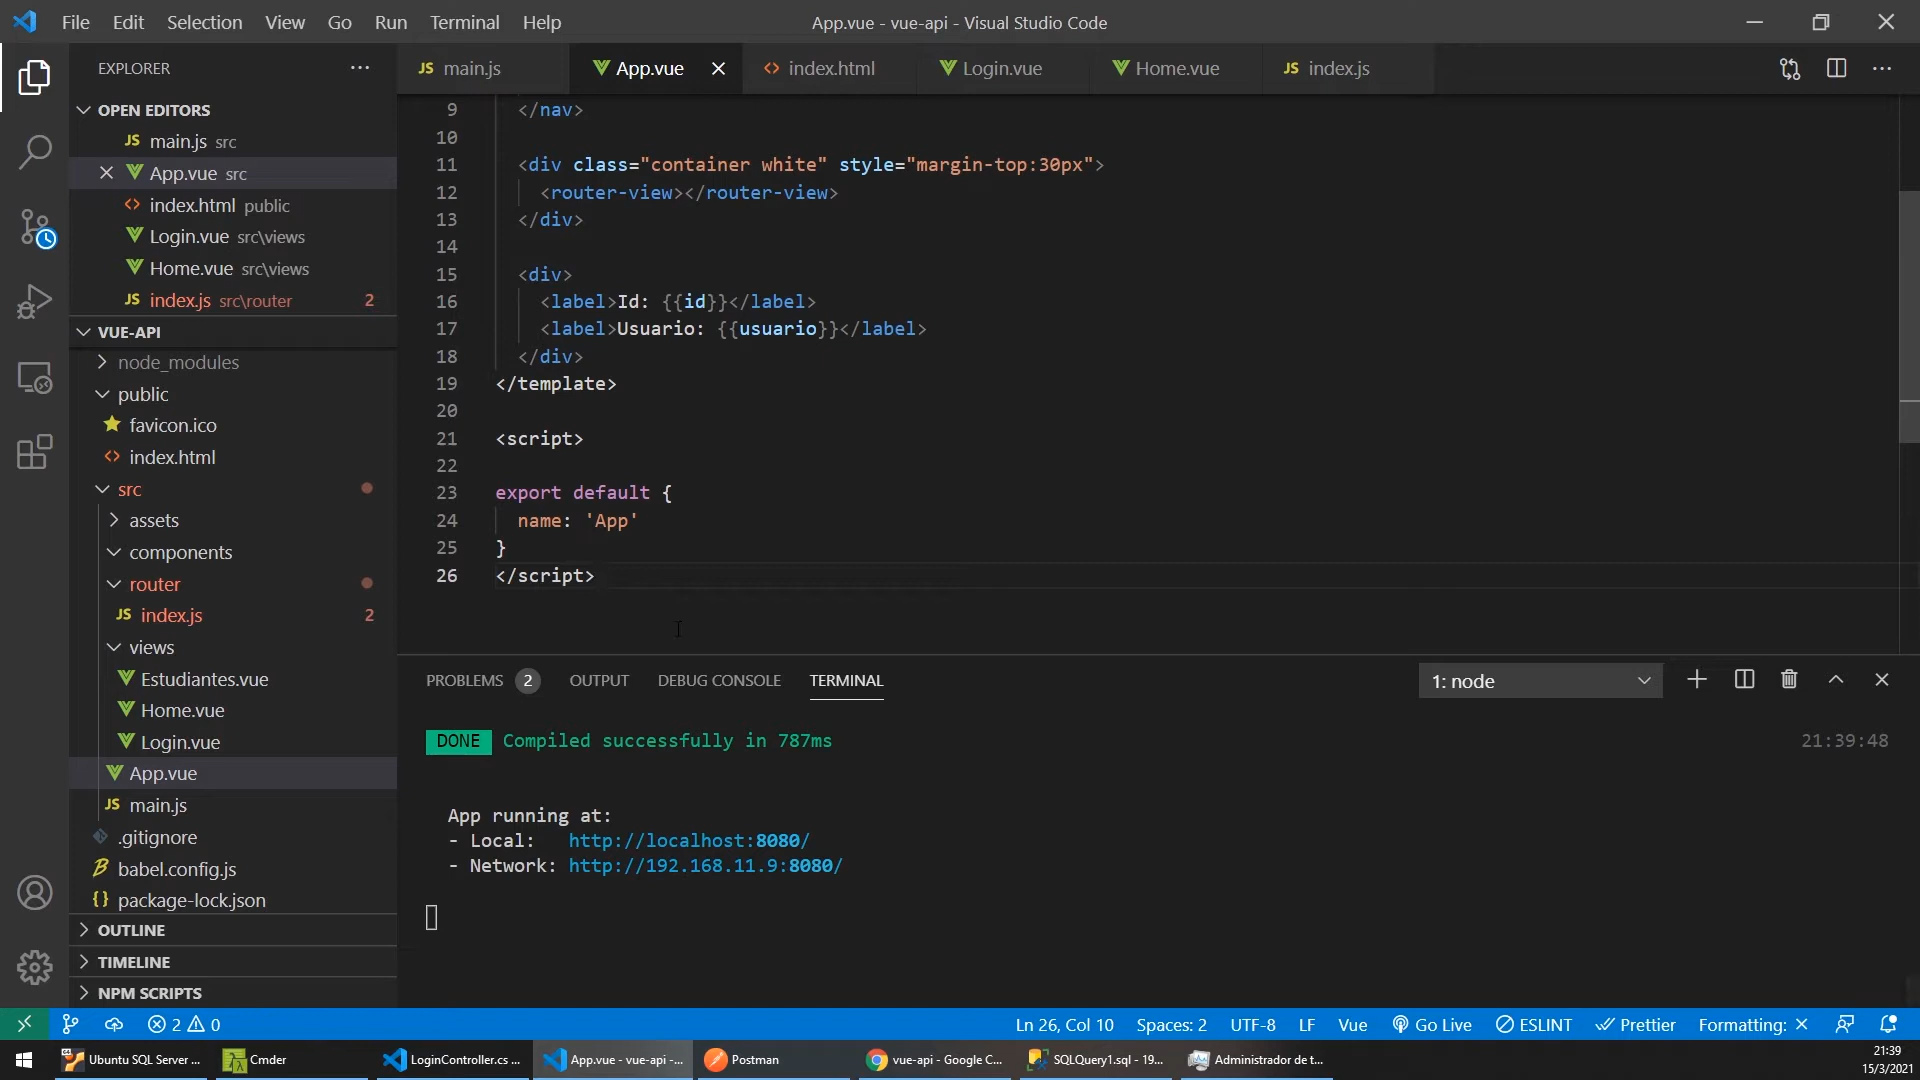 File Edit Selection View Go Run Terminal Help
App.vue - vue-api - Visual Studio Code
EXPLORER
OPEN EDITORS
JS main.js src
App.vue src
index.html public
Login.vue src\views
Home.vue src\views
JS index.js src\router 2
VUE-API
node_modules
public
favicon.ico
index.html
src
assets
components
router
JS index.js 2
views
Estudiantes.vue
Home.vue
Login.vue
App.vue
JS main.js
.gitignore
babel.config.js
{} package-lock.json
OUTLINE
TIMELINE
NPM SCRIPTS
JS main.js App.vue index.html Login.vue Home.vue JS index.js
9 </nav>
10
11 <div class="container white" style="margin-top:30px">
12 <router-view></router-view>
13 </div>
14
15 <div>
16 <label>Id: {{id}}</label>
17 <label>Usuario: {{usuario}}</label>
18 </div>
19 </template>
20
21 <script>
22
23 export default {
24 name: 'App'
25 }
26 </script>
PROBLEMS 2 OUTPUT DEBUG CONSOLE TERMINAL 1: node
DONE Compiled successfully in 787ms 21:39:48
App running at:
- Local: http://localhost:8080/
- Network: http://192.168.11.9:8080/
2 0 Ln 26, Col 10 Spaces: 2 UTF-8 LF Vue Go Live ESLINT Prettier Formatting: ×
Ubuntu SQL Server ... Cmder LoginController.cs ... App.vue - vue-api -... Postman vue-api - Google C... SQLQuery1.sql - 19... Administrador de t...
21:39
15/3/2021